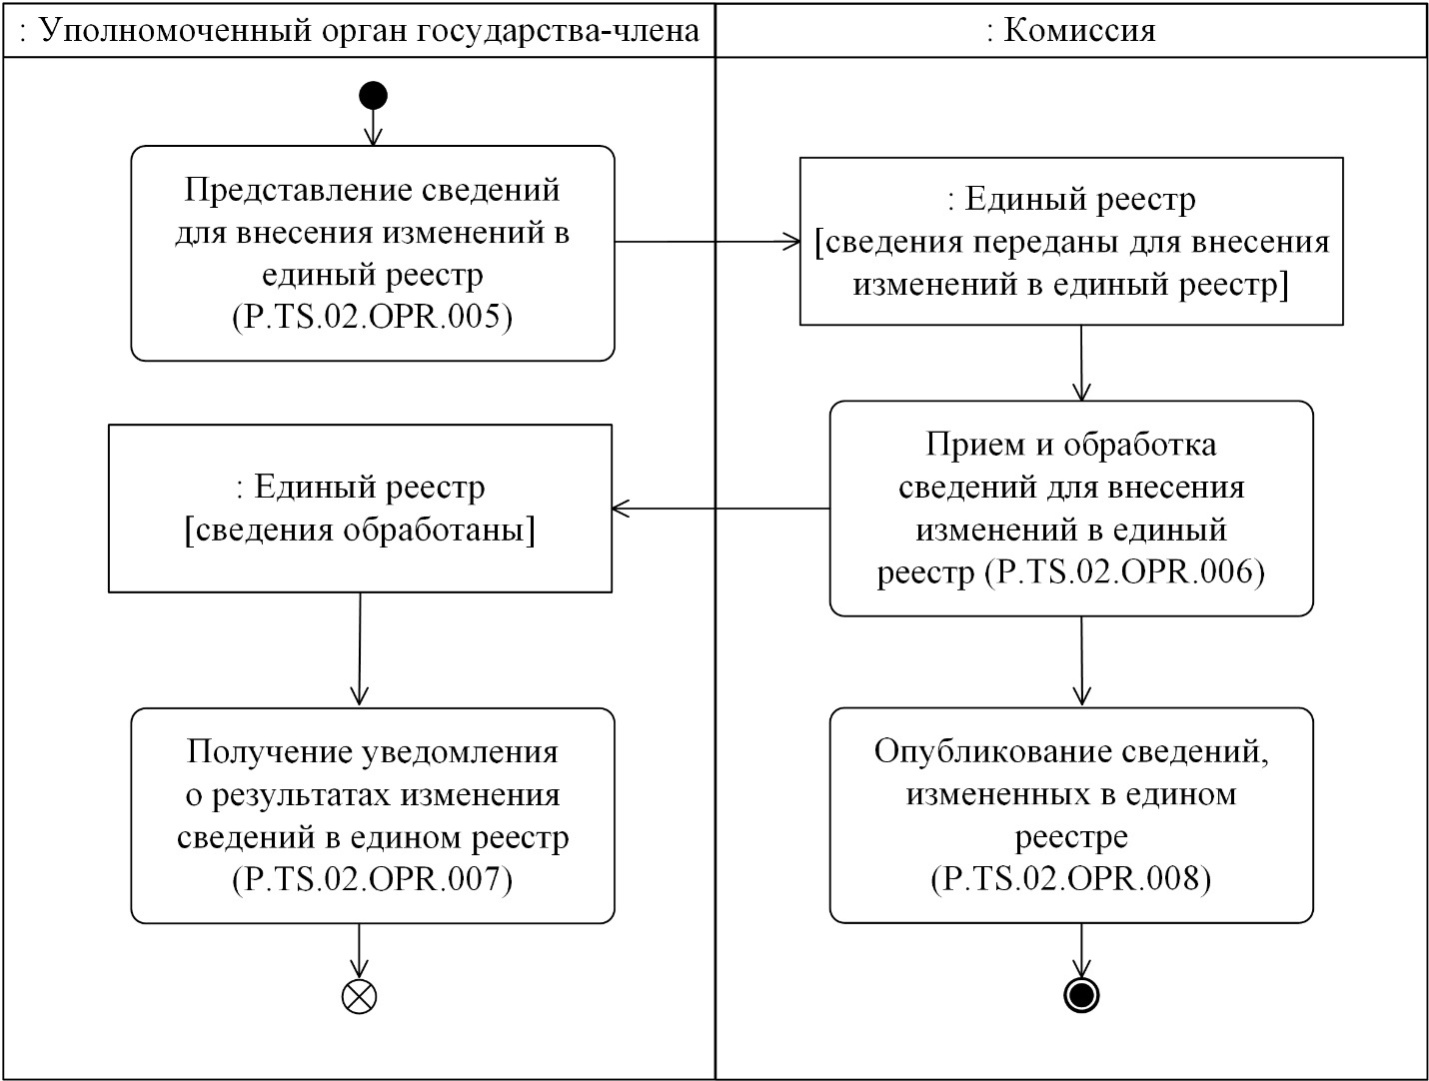 : Уполномоченный орган государства-члена
: Комиссия
Представление сведений
для внесения изменений в
единый реестр
(P.TS.02.OPR.005)
: Единый реестр
[сведения переданы для внесения
изменений в единый реестр]
: Единый реестр
[сведения обработаны]
Прием и обработка
сведений для внесения
изменений в единый
реестр (P.TS.02.OPR.006)
Получение уведомления
о результатах изменения
сведений в едином реестр
(P.TS.02.OPR.007)
Опубликование сведений,
измененных в едином
реестре
(P.TS.02.OPR.008)